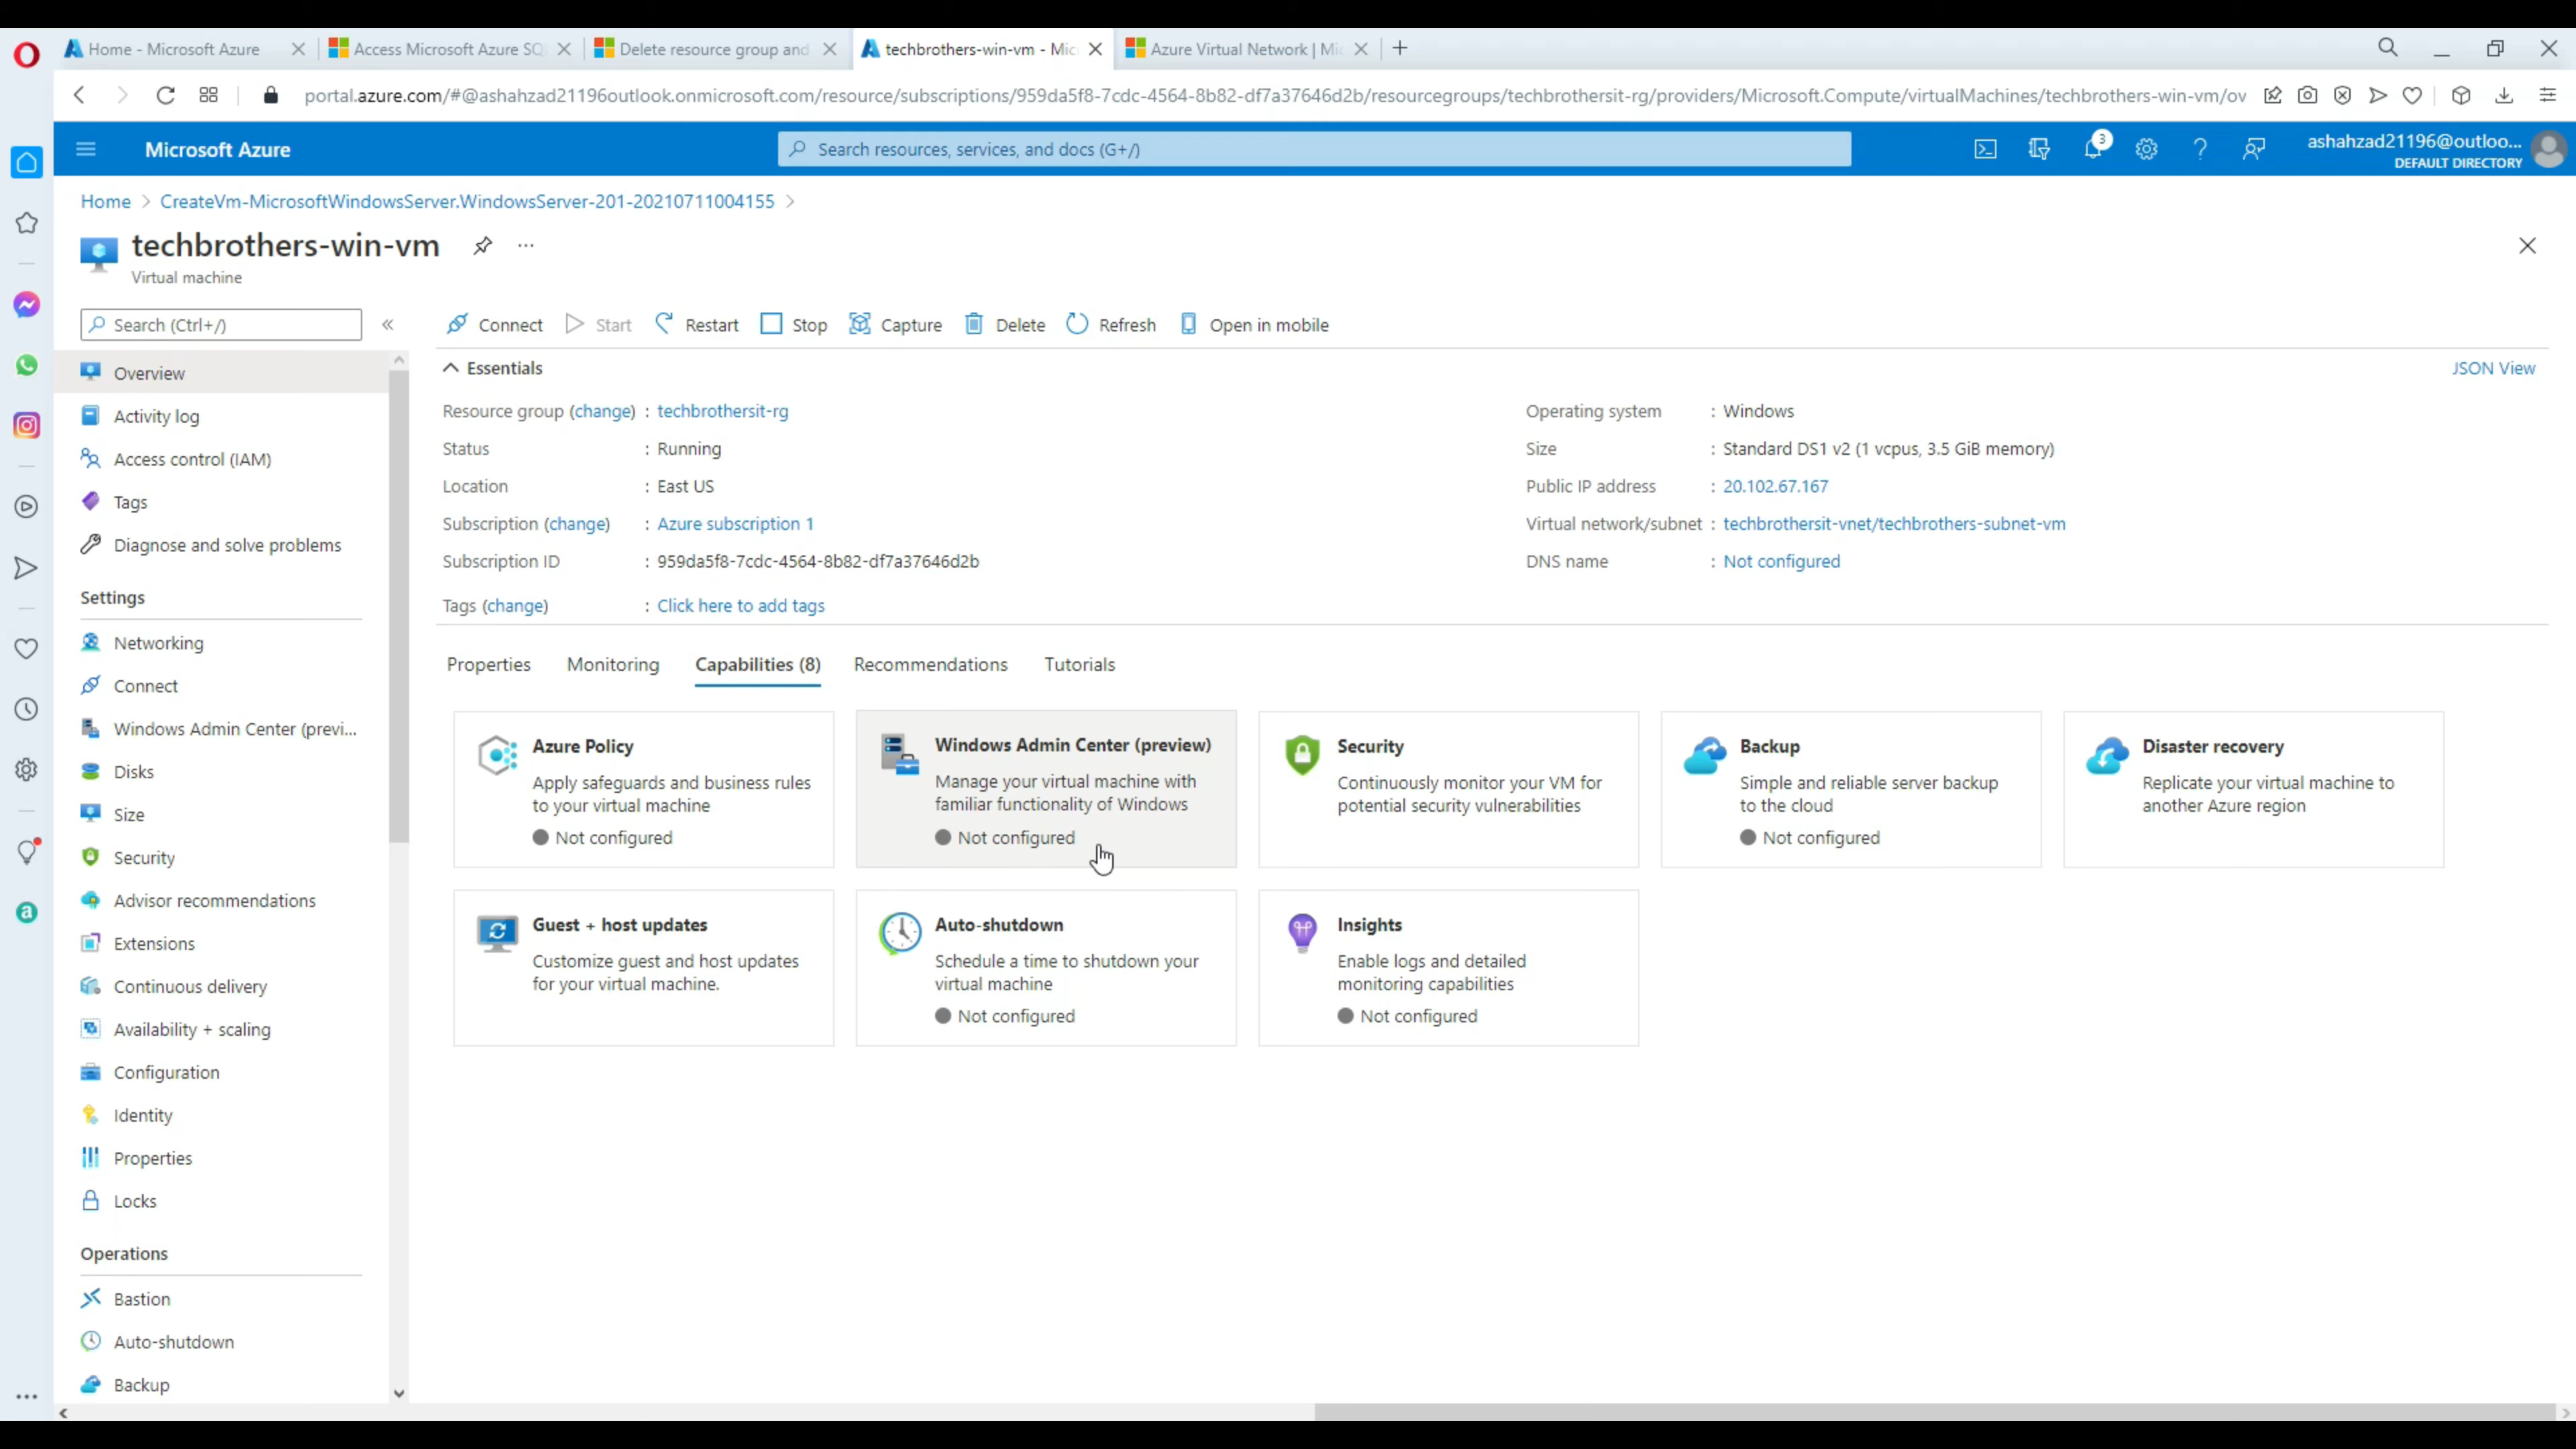 Home - Microsoft Azure
Access Microsoft Azure SQ
Delete resource group and
techbrothers-win-vm - Mic
Azure Virtual Network | Mi
portal.azure.com/#@ashahzad21196outlook.onmicrosoft.com/resource/subscriptions/959da5f8-7cdc-4564-8b82-df7a37646d2b/resourcegroups/techbrothersit-rg/providers/Microsoft.Compute/virtualMachines/techbrothers-win-vm/ov
Microsoft Azure
Search resources, services, and docs (G+/)
3
ashahzad21196@outloo...
DEFAULT DIRECTORY
Home > CreateVm-MicrosoftWindowsServer.WindowsServer-201-20210711004155 >
techbrothers-win-vm
Virtual machine
Search (Ctrl+/)
Connect
Start
Restart
Stop
Capture
Delete
Refresh
Open in mobile
Overview
Activity log
Access control (IAM)
Tags
Diagnose and solve problems
Settings
Networking
Connect
Windows Admin Center (previ...
Disks
Size
Security
Advisor recommendations
Extensions
Continuous delivery
Availability + scaling
Configuration
Identity
Properties
Locks
Operations
Bastion
Auto-shutdown
Backup
Essentials
JSON View
Resource group (change) : techbrothersit-rg
Status : Running
Location : East US
Subscription (change) : Azure subscription 1
Subscription ID : 959da5f8-7cdc-4564-8b82-df7a37646d2b
Tags (change) : Click here to add tags
Operating system : Windows
Size : Standard DS1 v2 (1 vcpus, 3.5 GiB memory)
Public IP address : 20.102.67.167
Virtual network/subnet : techbrothersit-vnet/techbrothers-subnet-vm
DNS name : Not configured
Properties
Monitoring
Capabilities (8)
Recommendations
Tutorials
Azure Policy
Apply safeguards and business rules
to your virtual machine
Not configured
Windows Admin Center (preview)
Manage your virtual machine with
familiar functionality of Windows
Not configured
Security
Continuously monitor your VM for
potential security vulnerabilities
Backup
Simple and reliable server backup
to the cloud
Not configured
Disaster recovery
Replicate your virtual machine to
another Azure region
Guest + host updates
Customize guest and host updates
for your virtual machine.
Auto-shutdown
Schedule a time to shutdown your
virtual machine
Not configured
Insights
Enable logs and detailed
monitoring capabilities
Not configured